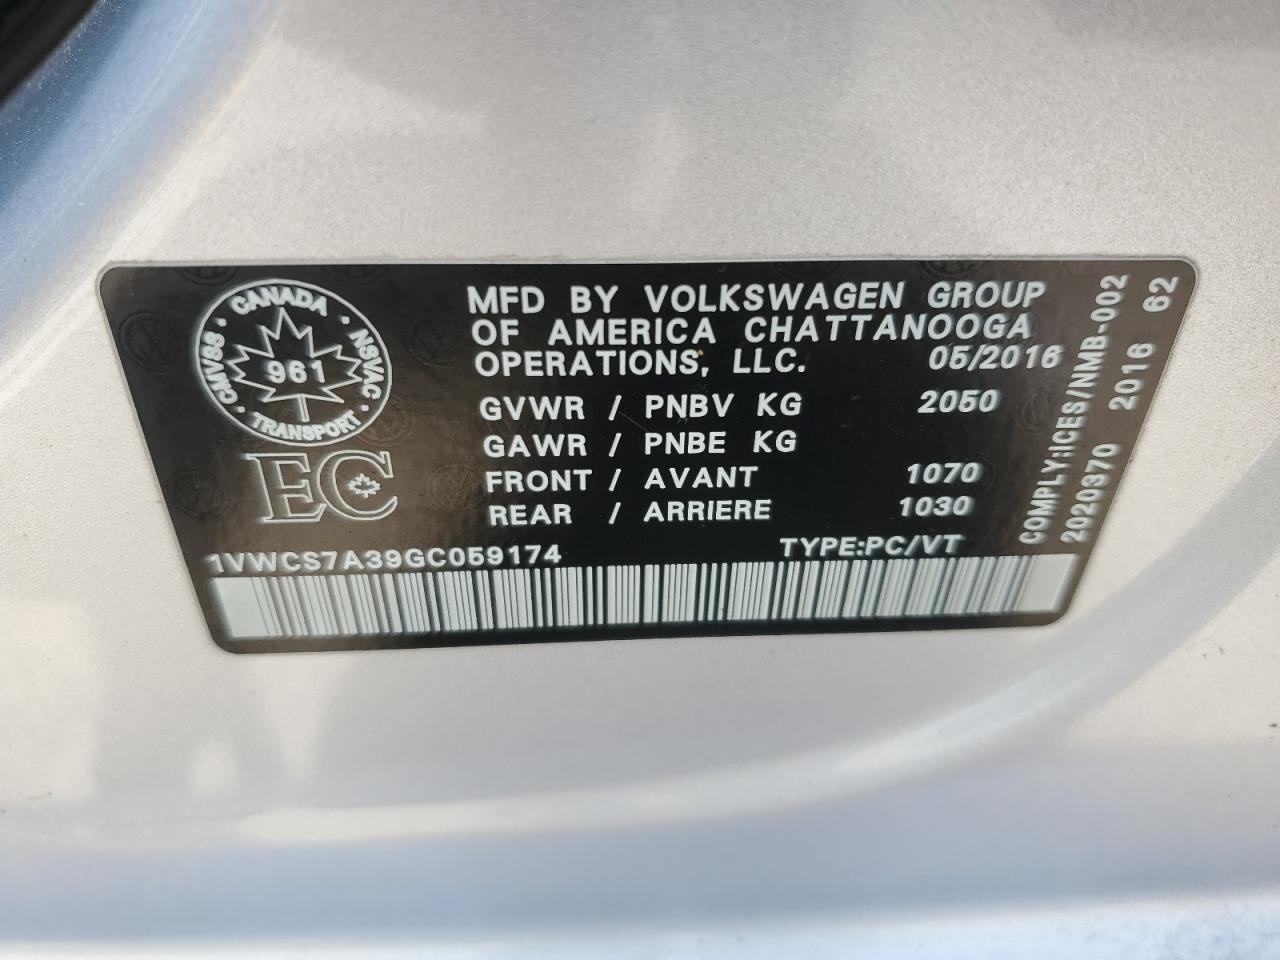 CANADA
CMVSS · NSVAC
961
TRANSPORT
EC
MFD BY VOLKSWAGEN GROUP
OF AMERICA CHATTANOOGA
OPERATIONS, LLC. 05/2016
GVWR / PNBV KG 2050
GAWR / PNBE KG
FRONT / AVANT 1070
REAR / ARRIERE 1030
1VWCS7A39GC059174 TYPE:PC/VT
COMPLY:ICES/NMB-002
2020370 2016 62